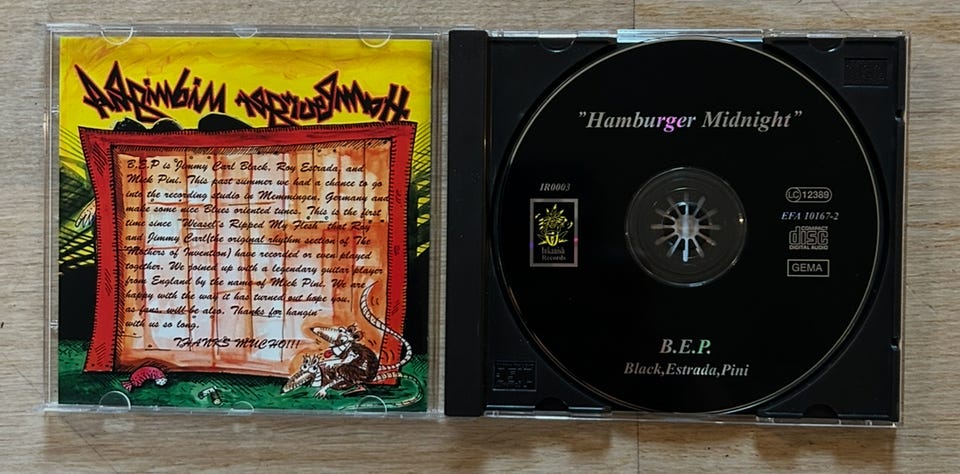 Hamburger Midnight
B.E.P is Jimmy Carl Black, Roy Estrada, and
Mick Pini. This past summer we had a chance to go
into the recording studio in Memmingen, Germany and
make some nice Blues oriented tunes. This is the first
time since "Weasel's Ripped My Flesh" that Roy
and Jimmy Carl(the original rhythm section of The
Mothers of Invention) have recorded or even played
together. We joined up with a legendary guitar player
from England by the name of Mick Pini. We are
happy with the way it has turned out hope you,
as fans, will be also. Thanks for hangin'
with us so long.
THANKS MUCHO!!!
"Hamburger Midnight"
IR0003
Inkanish
Records
LC 12389
EFA 10167-2
COMPACT
disc
DIGITAL AUDIO
GEMA
B.E.P.
Black,Estrada,Pini